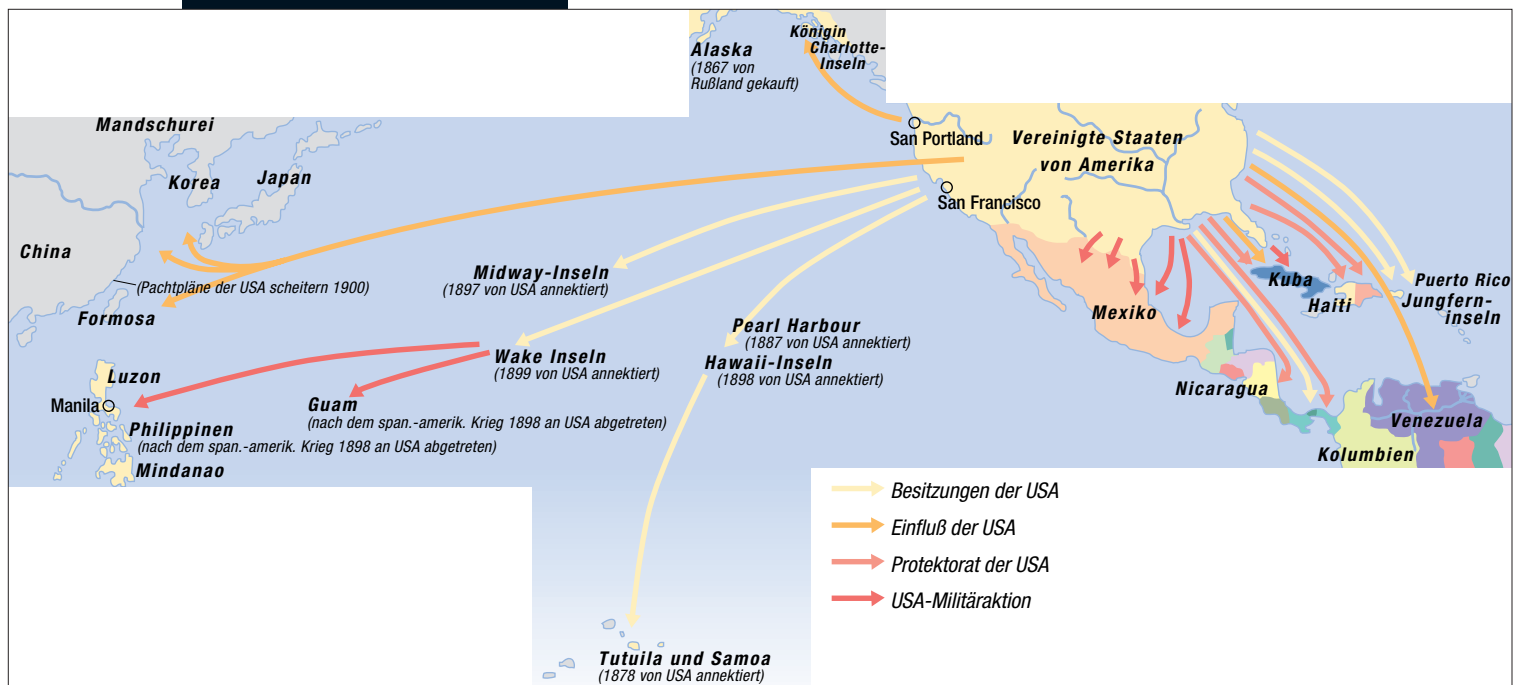 Königin
Charlotte-
Inseln
Alaska
(1867 von
Rußland gekauft)
Mandschurei
San Portland
Vereinigte Staaten
von Amerika
Korea
Japan
San Francisco
China
Midway-Inseln
(1897 von USA annektiert)
(Pachtpläne der USA scheitern 1900)
Formosa
Kuba
Haiti
Puerto Rico
Jungfern-
inseln
Mexiko
Pearl Harbour
(1887 von USA annektiert)
Hawaii-Inseln
(1898 von USA annektiert)
Wake Inseln
(1899 von USA annektiert)
Luzon
Manila
Guam
(nach dem span.-amerik. Krieg 1898 an USA abgetreten)
Philippinen
(nach dem span.-amerik. Krieg 1898 an USA abgetreten)
Mindanao
Nicaragua
Venezuela
Kolumbien
Besitzungen der USA
Einfluß der USA
Protektorat der USA
USA-Militäraktion
Tutuila und Samoa
(1878 von USA annektiert)